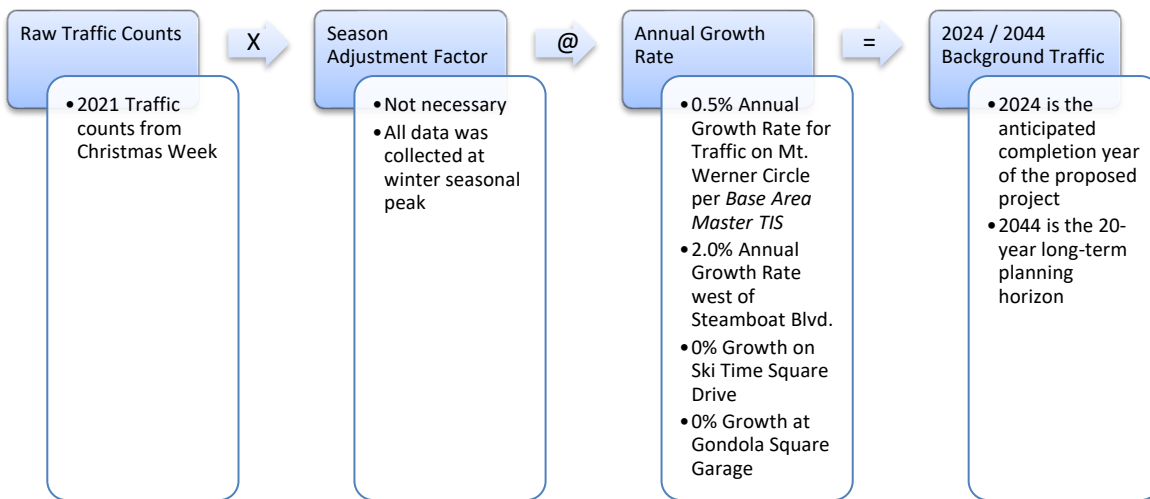 Raw Traffic Counts
•2021 Traffic
counts from
Christmas Week
X
Season
Adjustment Factor
•Not necessary
•All data was
collected at
winter seasonal
peak
@
Annual Growth
Rate
•0.5% Annual
Growth Rate for
Traffic on Mt.
Werner Circle
per Base Area
Master TIS
•2.0% Annual
Growth Rate
west of
Steamboat Blvd.
•0% Growth on
Ski Time Square
Drive
•0% Growth at
Gondola Square
Garage
=
2024 / 2044
Background Traffic
•2024 is the
anticipated
completion year
of the proposed
project
•2044 is the 20-
year long-term
planning
horizon